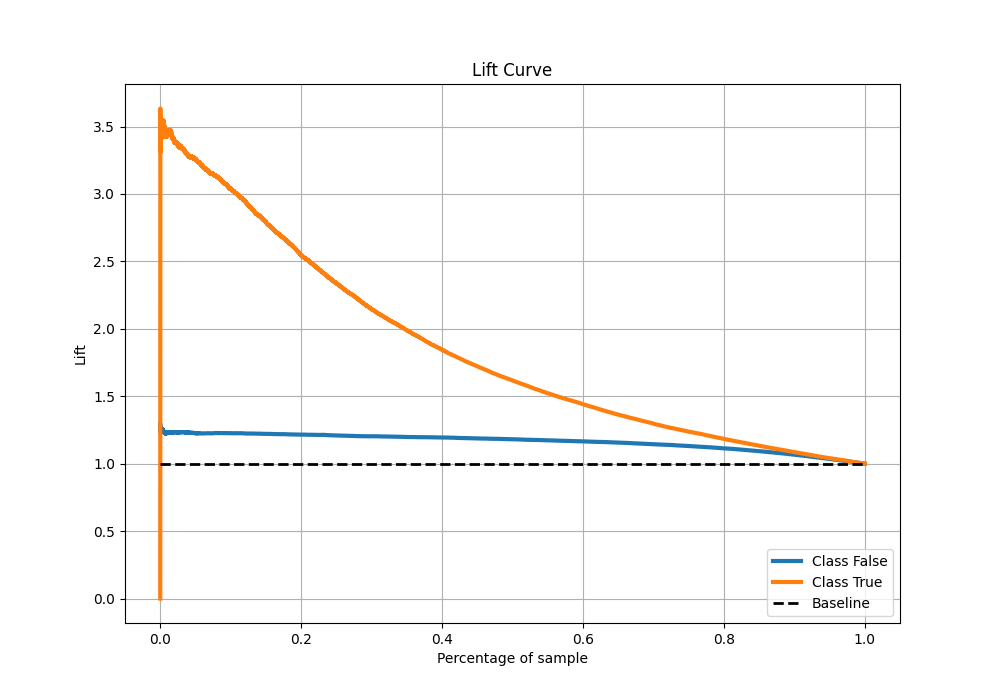 Lift Curve
3.5
3.0
2.5
2.0
1.5
1.0
0.5
0.0
Lift
0.0 0.2 0.4 0.6 0.8 1.0
Percentage of sample
Class False
Class True
Baseline